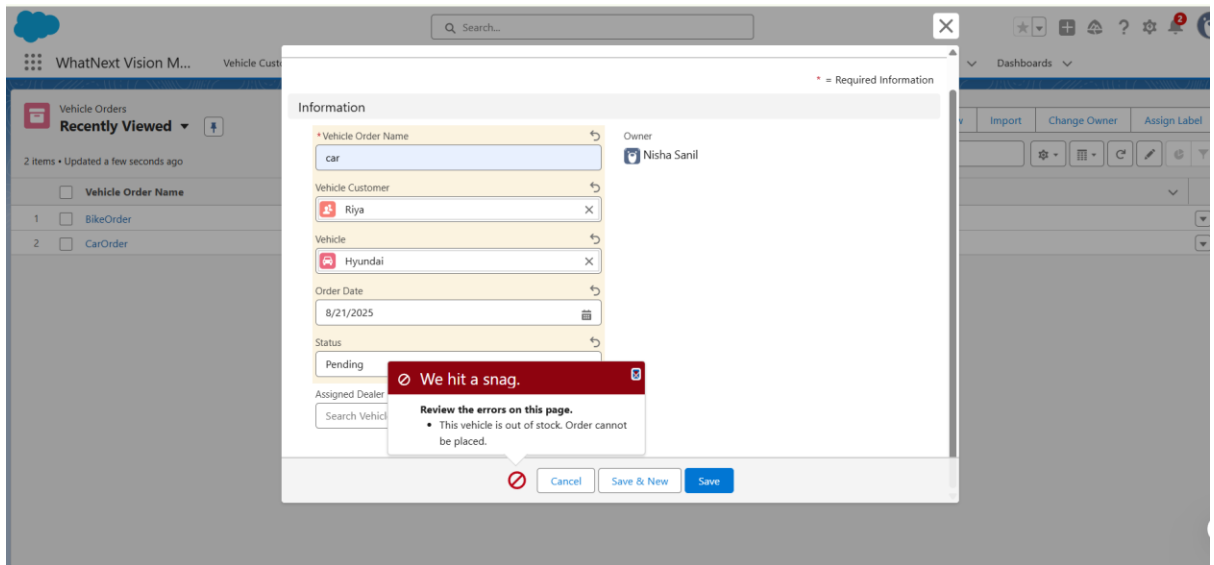 Search...
2
WhatNext Vision M...
Vehicle Cust
Dashboards
Vehicle Orders
Recently Viewed
Import
Change Owner
Assign Label
2 items • Updated a few seconds ago
Vehicle Order Name
1
BikeOrder
2
CarOrder
* = Required Information
Information
*Vehicle Order Name
car
Owner
Nisha Sanil
Vehicle Customer
Riya
Vehicle
Hyundai
Order Date
8/21/2025
Status
Pending
Assigned Dealer
Search Vehicl
We hit a snag.
Review the errors on this page.
• This vehicle is out of stock. Order cannot
be placed.
Cancel
Save & New
Save